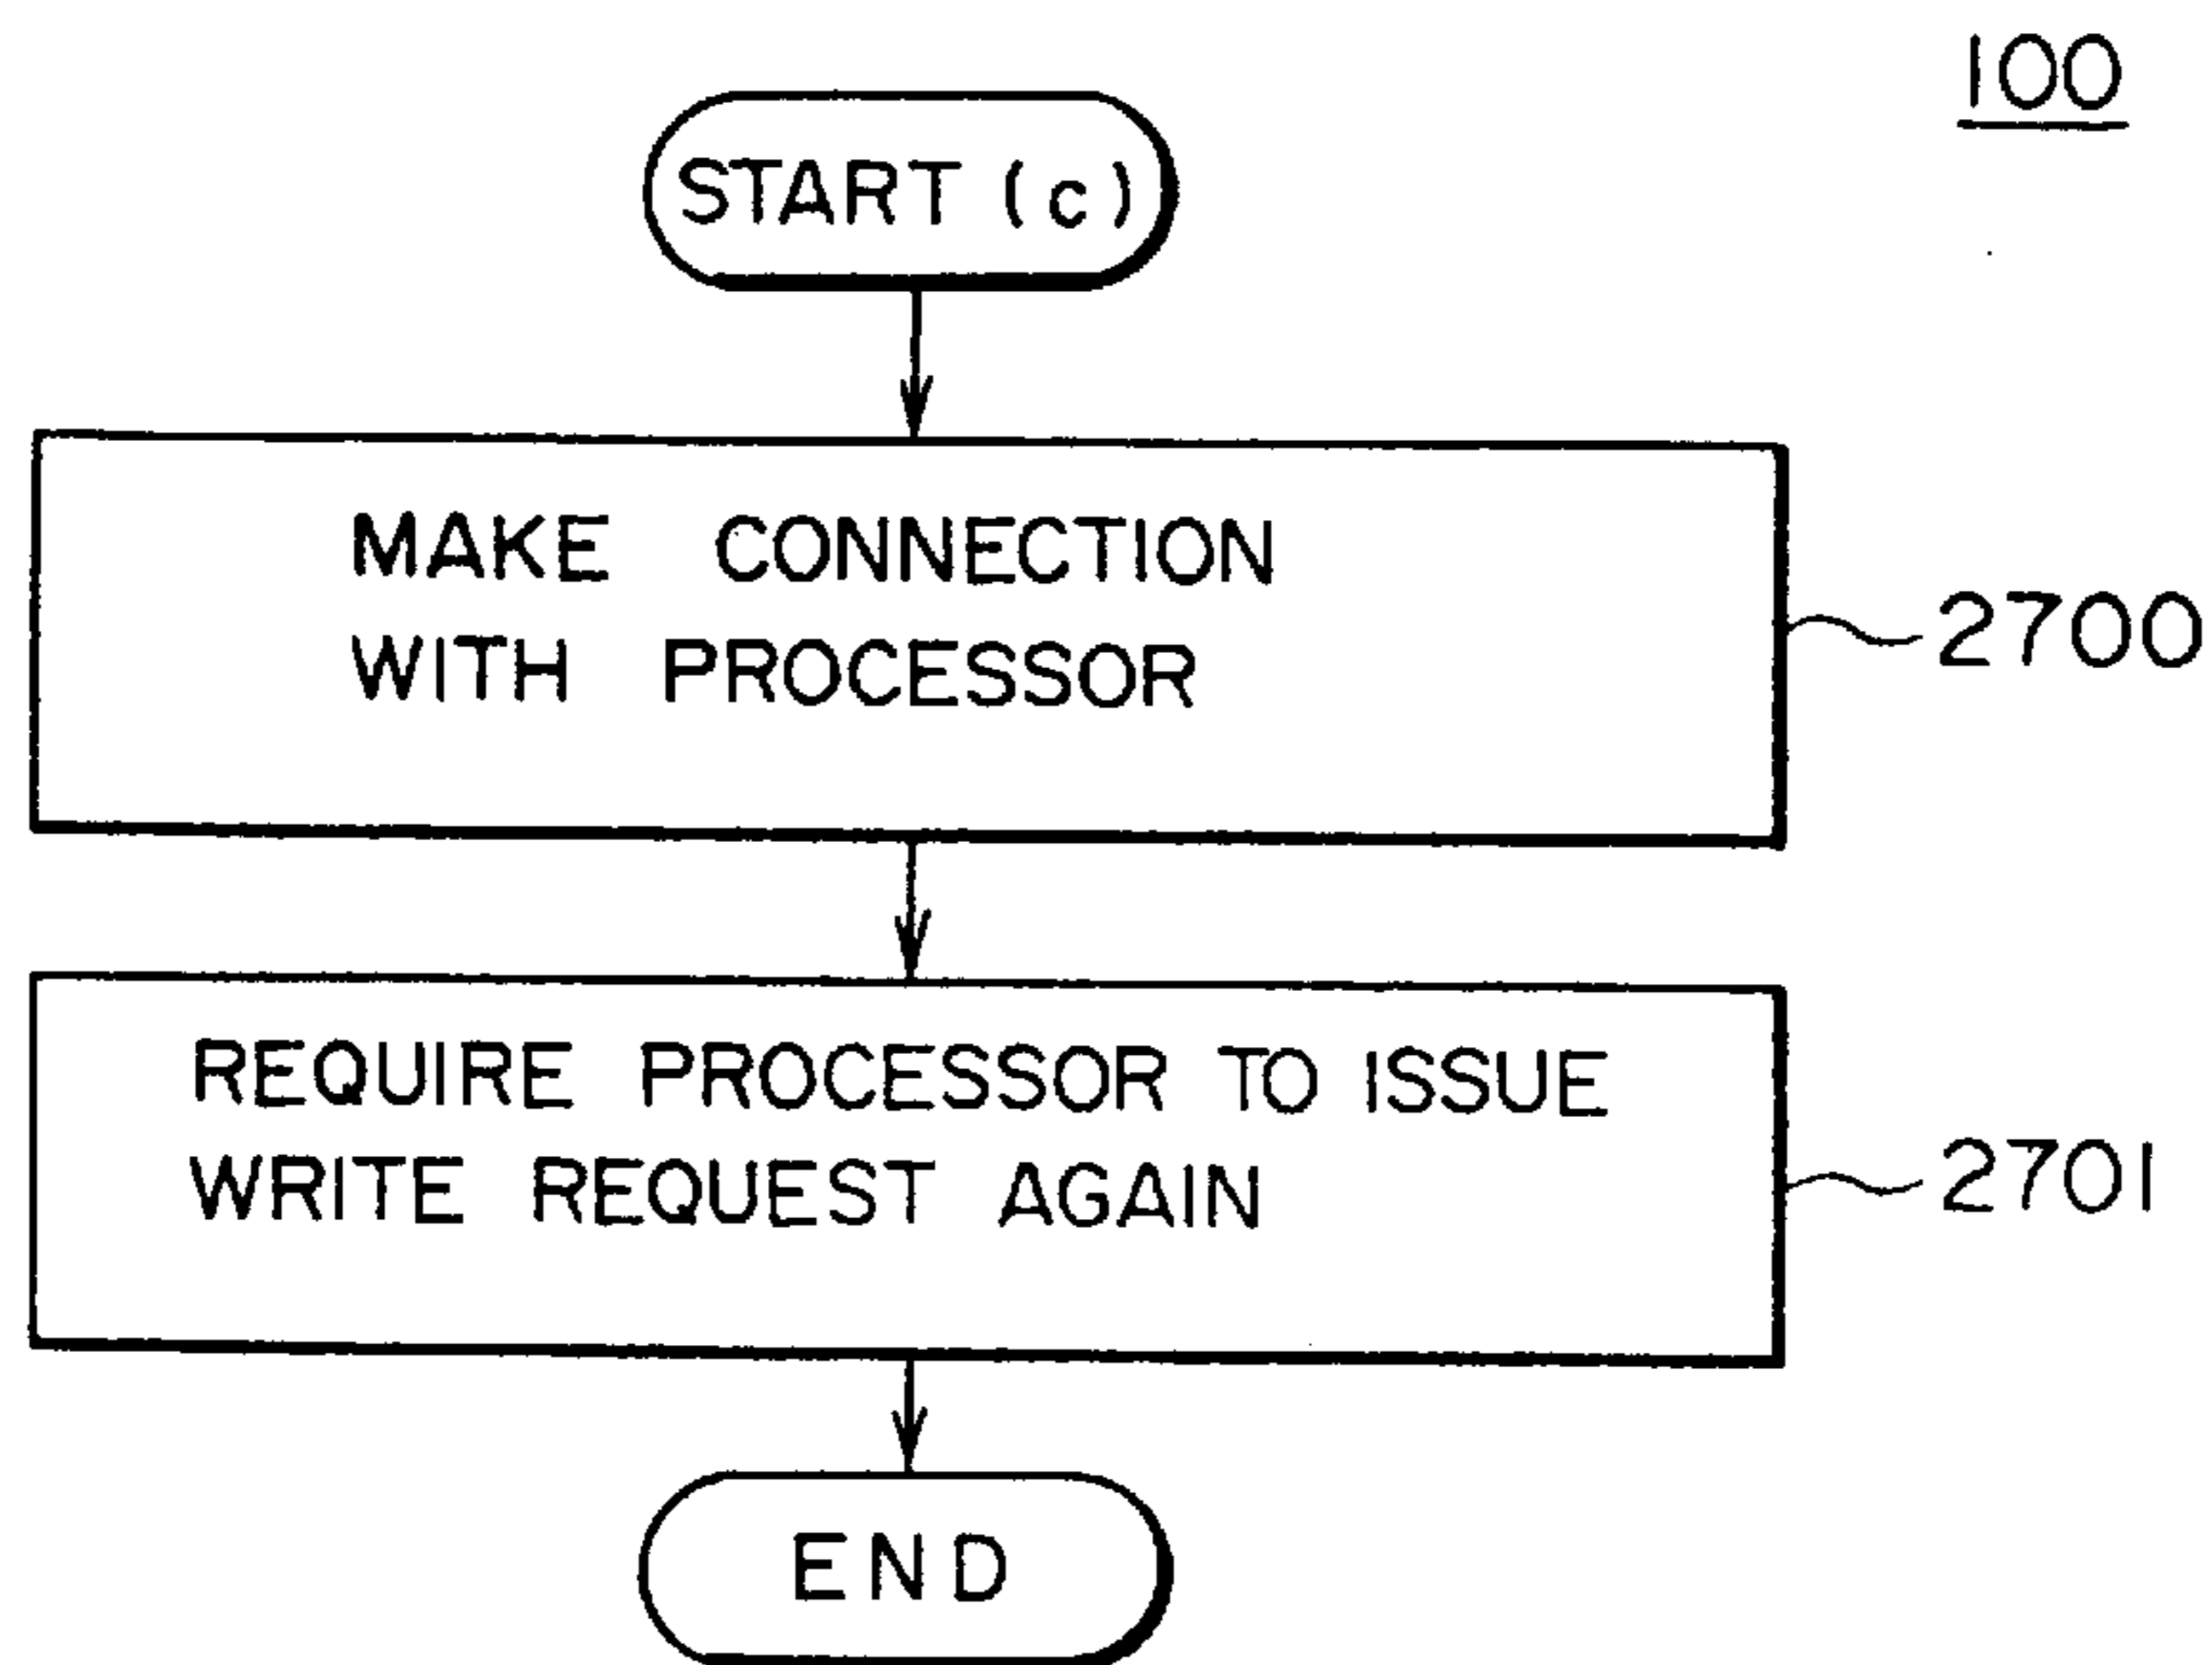 100
START (c)
MAKE CONNECTION
WITH PROCESSOR
2700
REQUIRE PROCESSOR TO ISSUE
WRITE REQUEST AGAIN
2701
END